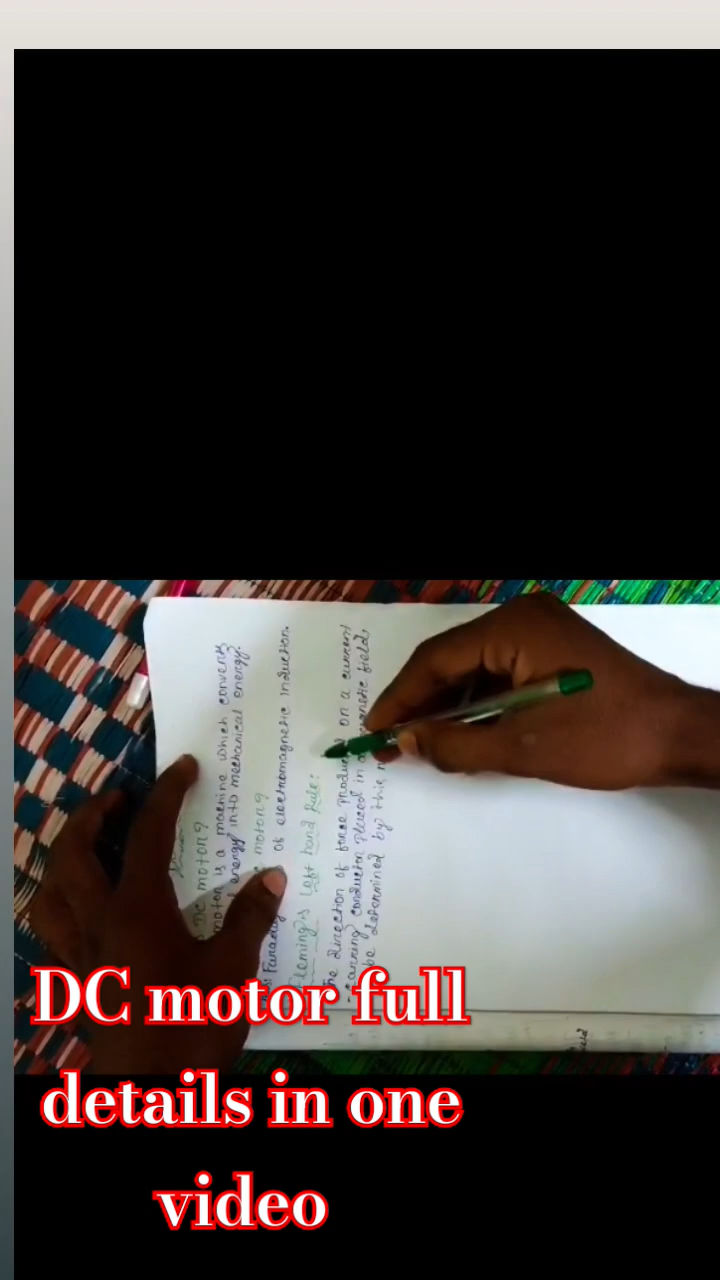 DC motor?
motor is a machine which converts
energy into mechanical energy.
motor?
of electromagnetic induction.
Fleming's Left hand Rule:
The direction of force on a current
carrying conductor placed in magnetic field
be determined by this
DC motor full
details in one
video